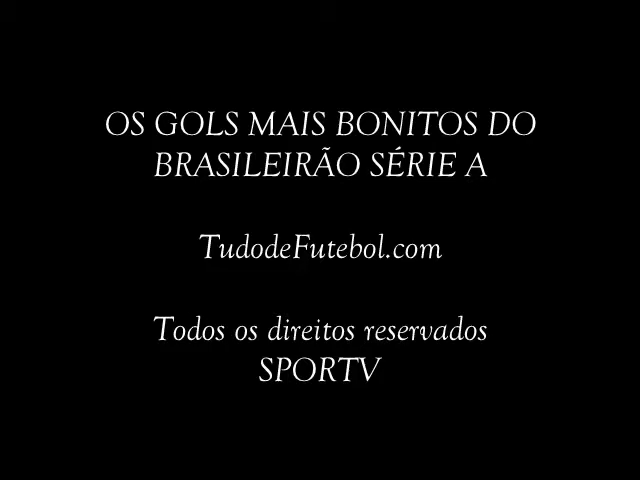 OS GOLS MAIS BONITOS DO
BRASILEIRÃO SÉRIE A
TudodeFutebol.com
Todos os direitos reservados
SPORTV